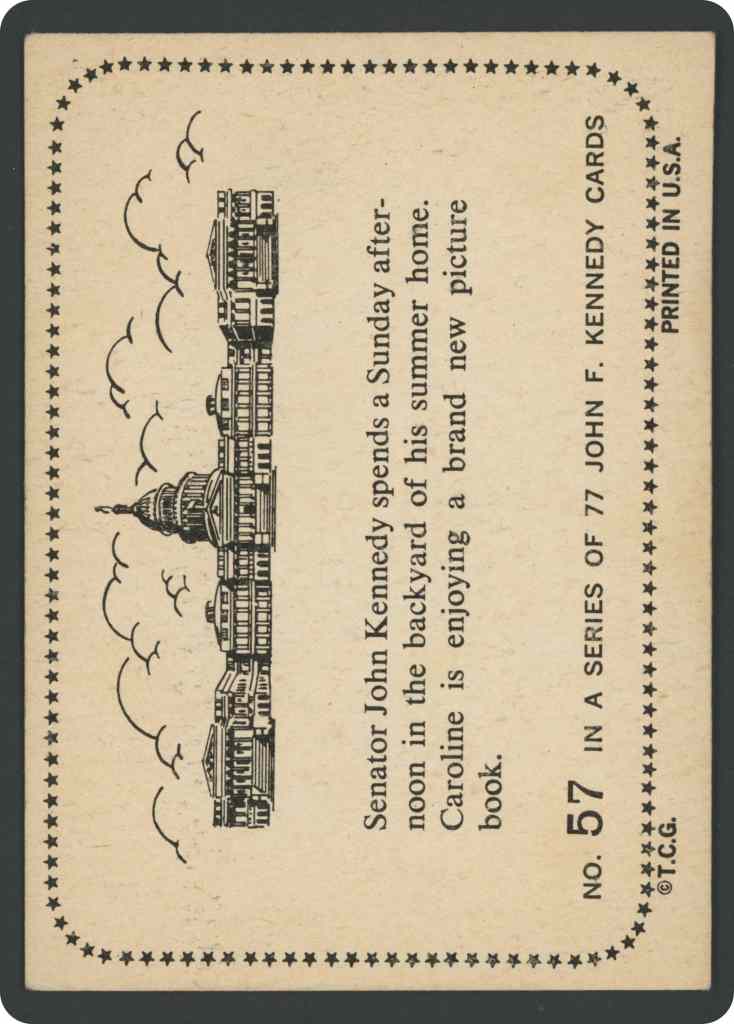 Senator John Kennedy spends a Sunday after-
noon in the backyard of his summer home.
Caroline is enjoying a brand new picture
book.
NO. 57 IN A SERIES OF 77 JOHN F. KENNEDY CARDS
©T.C.G. PRINTED IN U.S.A.